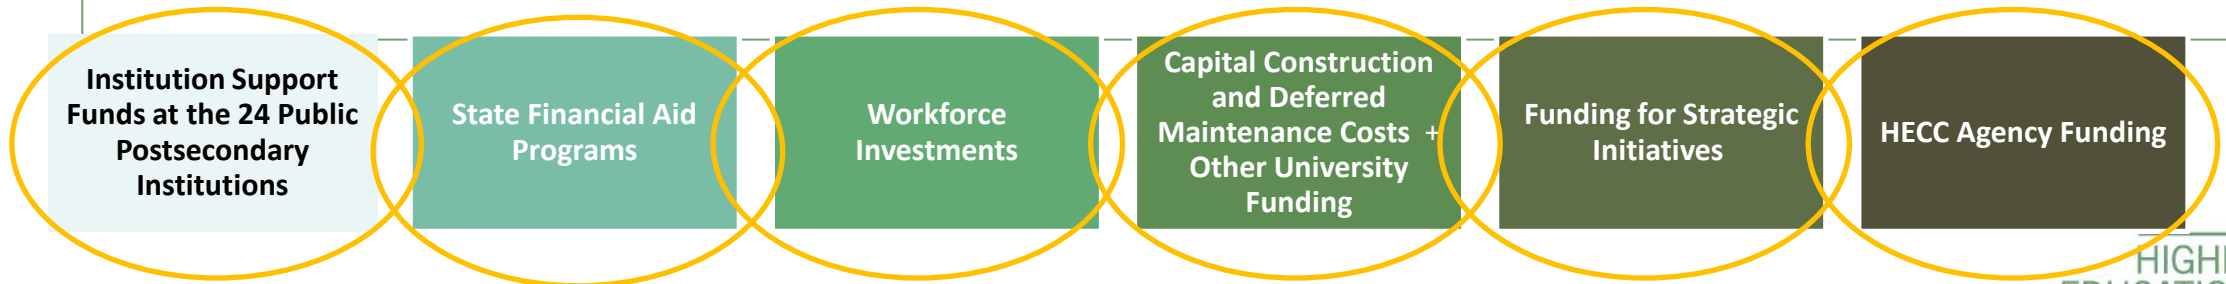 Institution Support
Funds at the 24 Public
Postsecondary
Institutions
State Financial Aid
Programs
Workforce
Investments
Capital Construction
and Deferred
Maintenance Costs +
Other University
Funding
Funding for Strategic
Initiatives
HECC Agency Funding